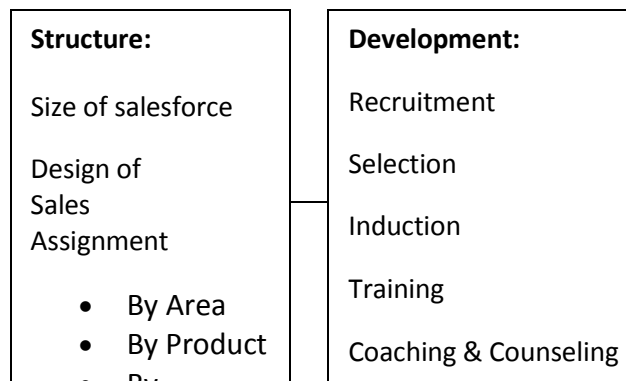 Structure:
Size of salesforce
Design of
Sales
Assignment
• By Area
• By Product
• By
Development:
Recruitment
Selection
Induction
Training
Coaching & Counseling